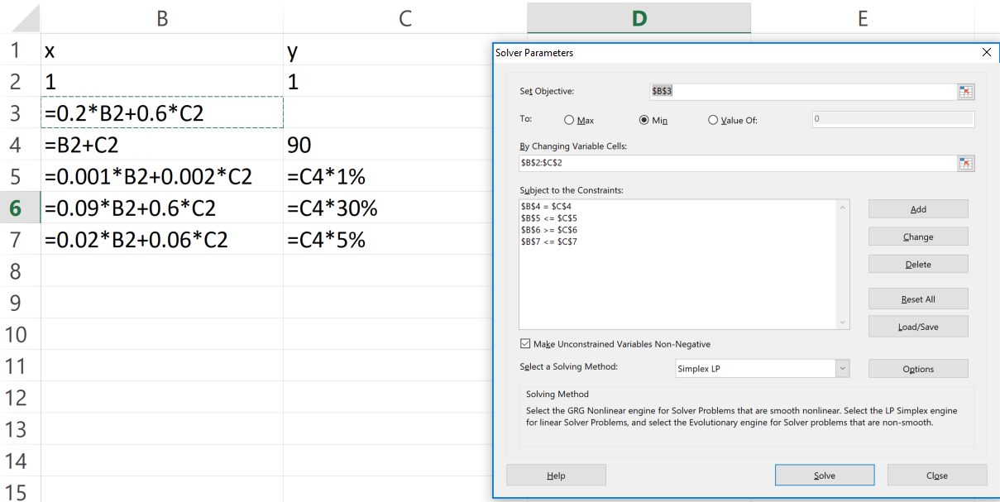 B C D E
1 x y
2 1 1
3 =0.2*B2+0.6*C2
4 =B2+C2 90
5 =0.001*B2+0.002*C2 =C4*1%
6 =0.09*B2+0.6*C2 =C4*30%
7 =0.02*B2+0.06*C2 =C4*5%
8
9
10
11
12
13
14
15
Solver Parameters
Set Objective: $B$3
To: Max Min Value Of: 0
By Changing Variable Cells:
$B$2:$C$2
Subject to the Constraints:
$B$4 = $C$4
$B$5 <= $C$5
$B$6 >= $C$6
$B$7 <= $C$7
Add
Change
Delete
Reset All
Load/Save
Make Unconstrained Variables Non-Negative
Select a Solving Method: Simplex LP Options
Solving Method
Select the GRG Nonlinear engine for Solver Problems that are smooth nonlinear. Select the LP Simplex engine
for linear Solver Problems, and select the Evolutionary engine for Solver problems that are non-smooth.
Help Solve Close